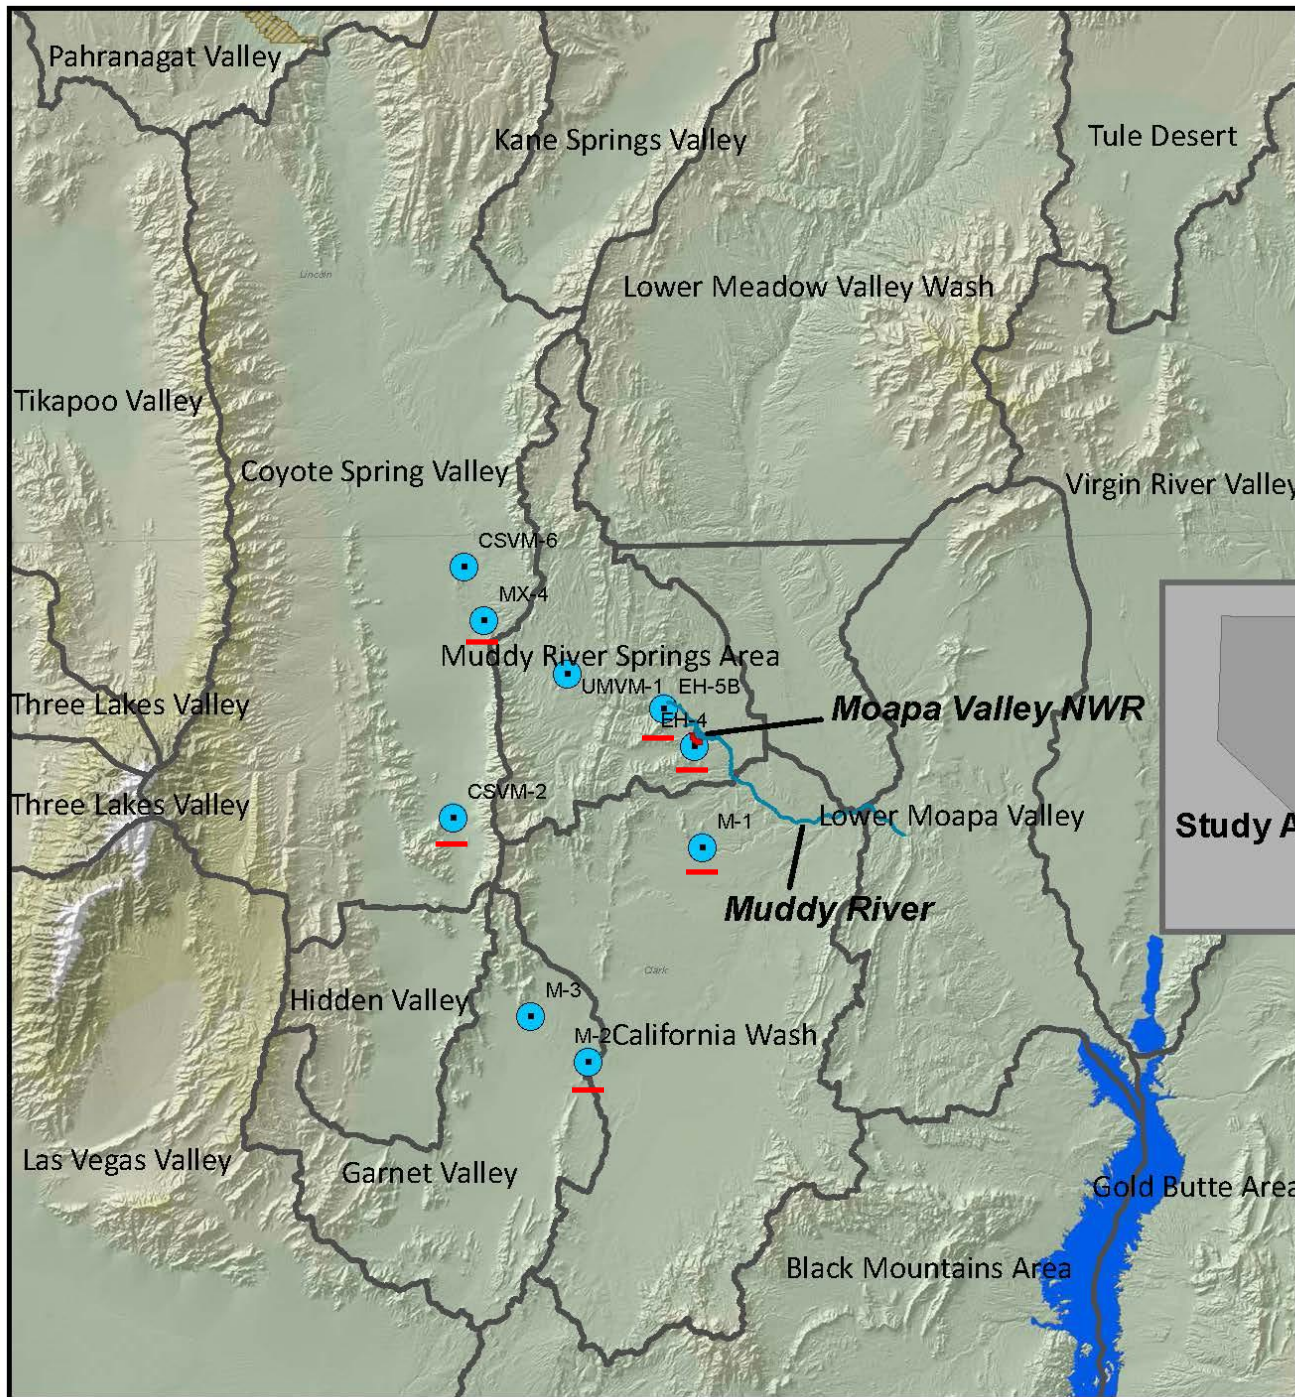 Pahranagat Valley
Kane Springs Valley
Tule Desert
Lincoln
Lower Meadow Valley Wash
Tikapoo Valley
Coyote Spring Valley
Virgin River Valley
CSVM-6
MX-4
Muddy River Springs Area
UMVM-1
EH-5B
Three Lakes Valley
Moapa Valley NWR
EH-4
Three Lakes Valley
CSVM-2
Lower Moapa Valley
Study A
M-1
Muddy River
Clark
Hidden Valley
M-3
M-2
California Wash
Las Vegas Valley
Garnet Valley
Gold Butte Area
Black Mountains Area